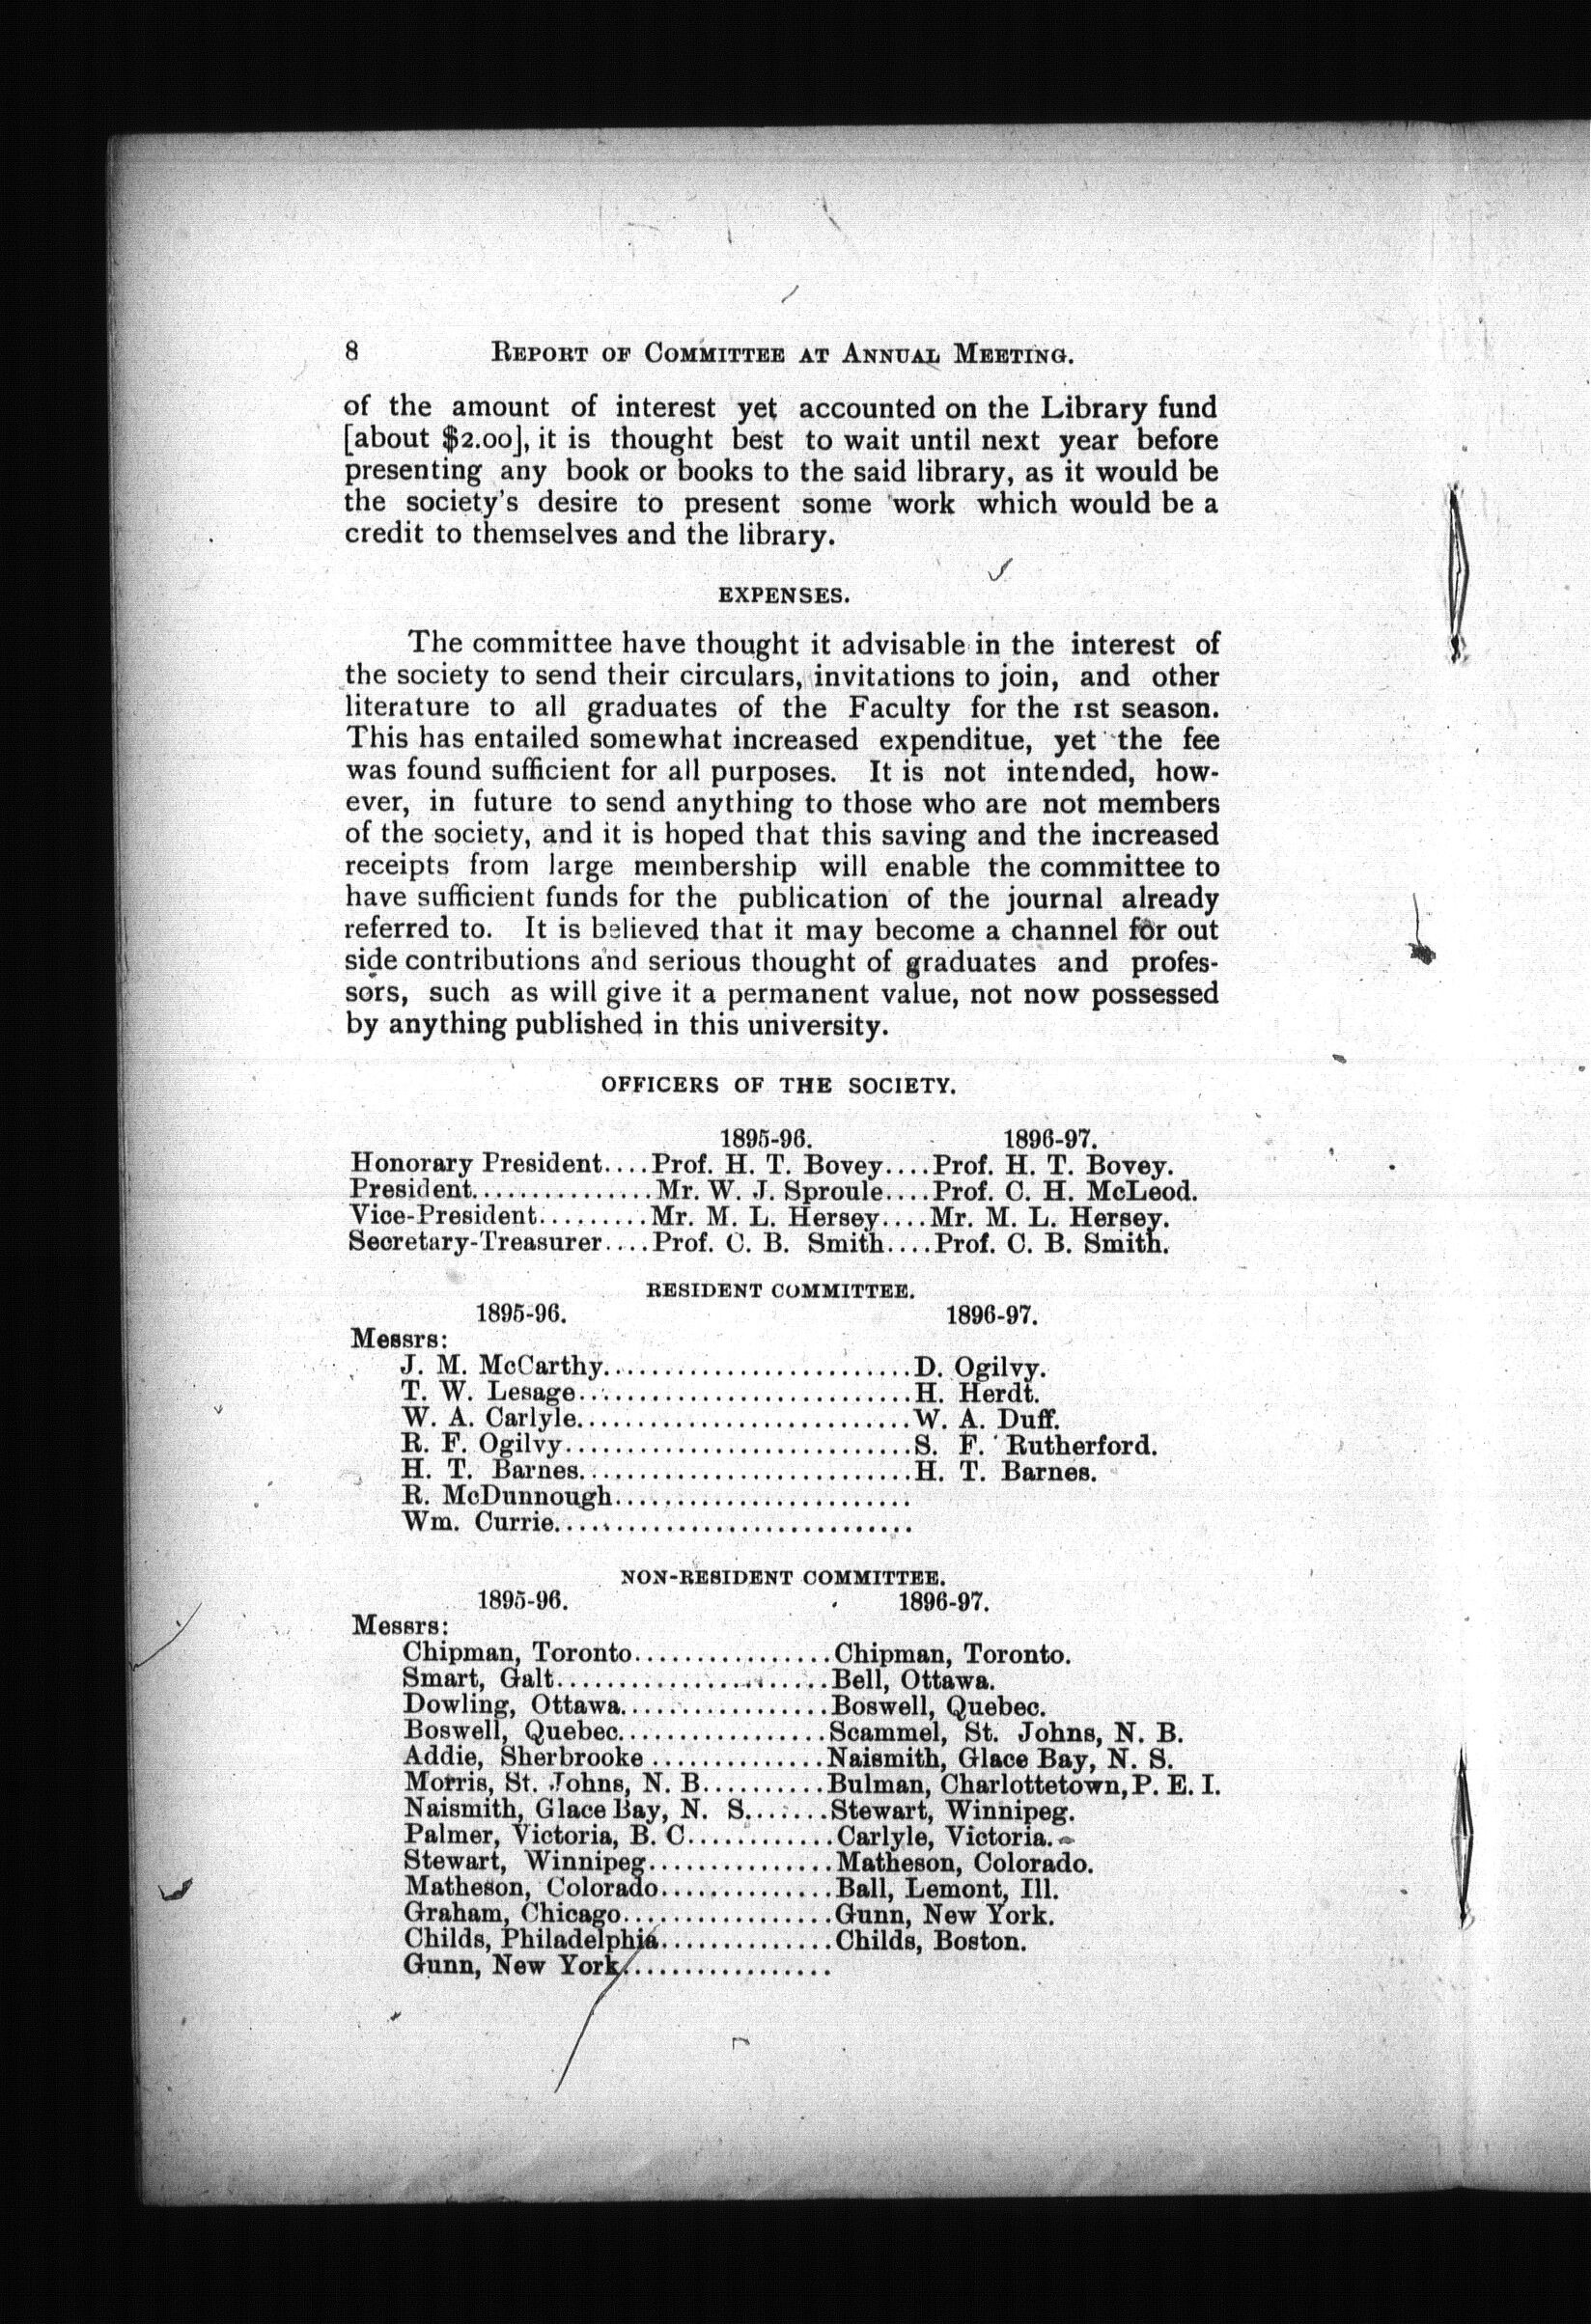 8 REPORT OF COMMITTEE AT ANNUAL MEETING.
of the amount of interest yet accounted on the Library fund
[about $2.00], it is thought best to wait until next year before
presenting any book or books to the said library, as it would be
the society's desire to present some work which would be a
credit to themselves and the library.
EXPENSES.
The committee have thought it advisable in the interest of
the society to send their circulars, invitations to join, and other
literature to all graduates of the Faculty for the 1st season.
This has entailed somewhat increased expenditue, yet the fee
was found sufficient for all purposes. It is not intended, how-
ever, in future to send anything to those who are not members
of the society, and it is hoped that this saving and the increased
receipts from large membership will enable the committee to
have sufficient funds for the publication of the journal already
referred to. It is believed that it may become a channel for out
side contributions and serious thought of graduates and profes-
sors, such as will give it a permanent value, not now possessed
by anything published in this university.
OFFICERS OF THE SOCIETY.
1895-96. 1896-97.
Honorary President....Prof. H. T. Bovey....Prof. H. T. Bovey.
President...............Mr. W. J. Sproule....Prof. C. H. McLeod.
Vice-President.........Mr. M. L. Hersey....Mr. M. L. Hersey.
Secretary-Treasurer....Prof. C. B. Smith....Prof. C. B. Smith.
RESIDENT COMMITTEE.
1895-96. 1896-97.
Messrs:
J. M. McCarthy.........................D. Ogilvy.
T. W. Lesage...........................H. Herdt.
W. A. Carlyle...........................W. A. Duff.
R. F. Ogilvy............................S. F. Rutherford.
H. T. Barnes...........................H. T. Barnes.
R. McDunnough........................
Wm. Currie.............................
NON-RESIDENT COMMITTEE.
1895-96. 1896-97.
Messrs:
Chipman, Toronto................Chipman, Toronto.
Smart, Galt......................Bell, Ottawa.
Dowling, Ottawa.................Boswell, Quebec.
Boswell, Quebec.................Scammel, St. Johns, N. B.
Addie, Sherbrooke ..............Naismith, Glace Bay, N. S.
Morris, St. Johns, N. B..........Bulman, Charlottetown, P. E. I.
Naismith, Glace Bay, N. S.......Stewart, Winnipeg.
Palmer, Victoria, B. C............Carlyle, Victoria.
Stewart, Winnipeg...............Matheson, Colorado.
Matheson, Colorado..............Ball, Lemont, Ill.
Graham, Chicago.................Gunn, New York.
Childs, Philadelphia..............Childs, Boston.
Gunn, New York.................